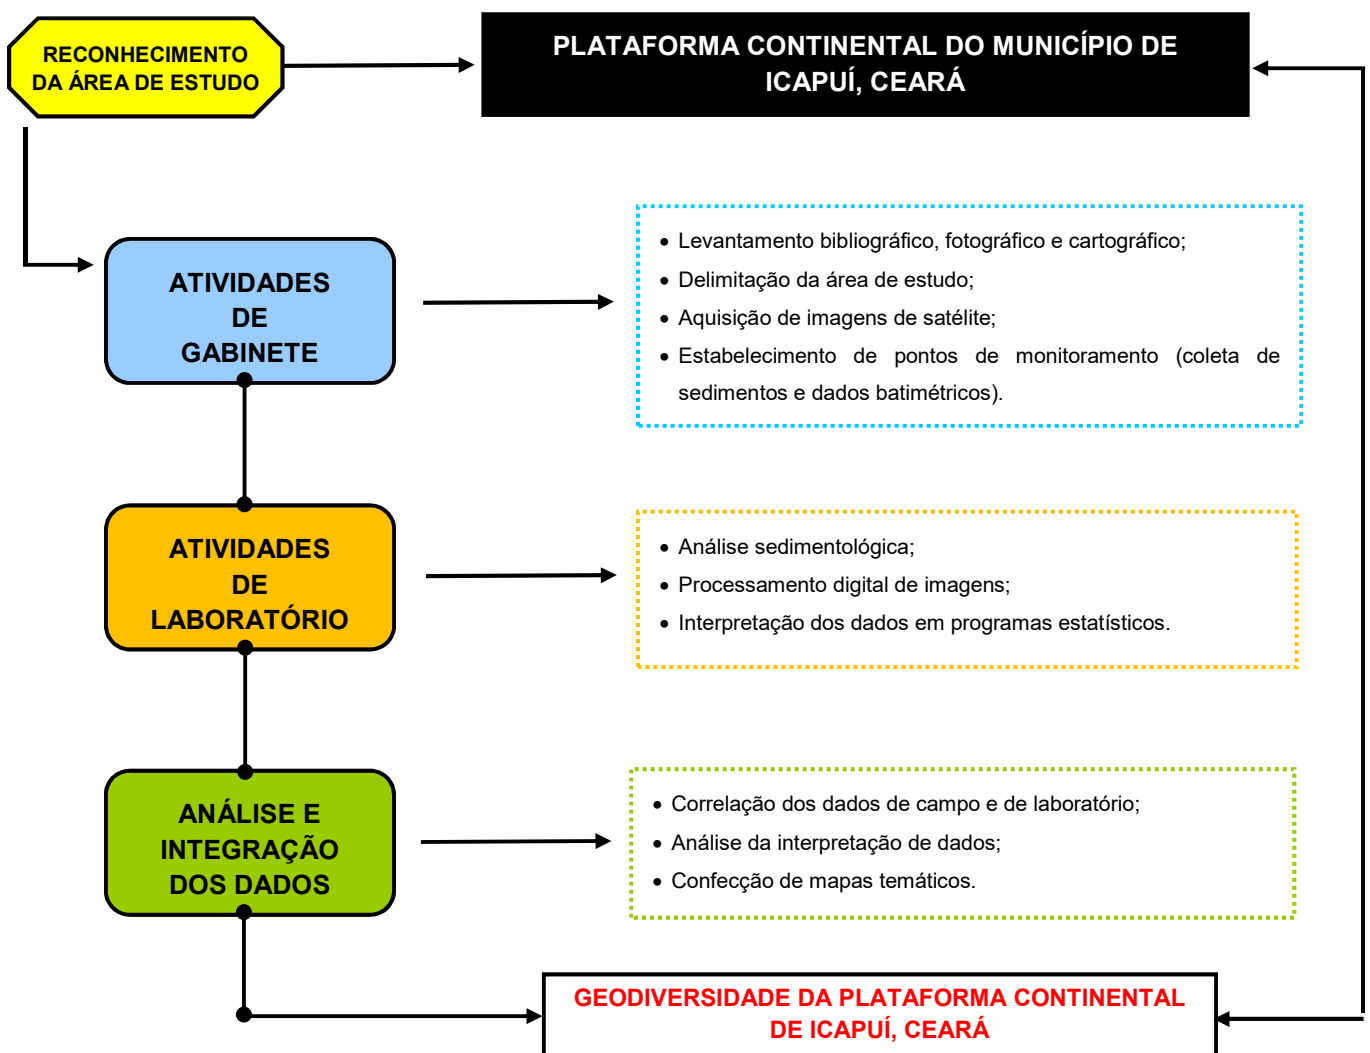 RECONHECIMENTO
DA ÁREA DE ESTUDO
PLATAFORMA CONTINENTAL DO MUNICÍPIO DE
ICAPUÍ, CEARÁ
ATIVIDADES
DE
GABINETE
• Levantamento bibliográfico, fotográfico e cartográfico;
• Delimitação da área de estudo;
• Aquisição de imagens de satélite;
• Estabelecimento de pontos de monitoramento (coleta de
sedimentos e dados batimétricos).
ATIVIDADES
DE
LABORATÓRIO
• Análise sedimentológica;
• Processamento digital de imagens;
• Interpretação dos dados em programas estatísticos.
ANÁLISE E
INTEGRAÇÃO
DOS DADOS
• Correlação dos dados de campo e de laboratório;
• Análise da interpretação de dados;
• Confecção de mapas temáticos.
GEODIVERSIDADE DA PLATAFORMA CONTINENTAL
DE ICAPUÍ, CEARÁ